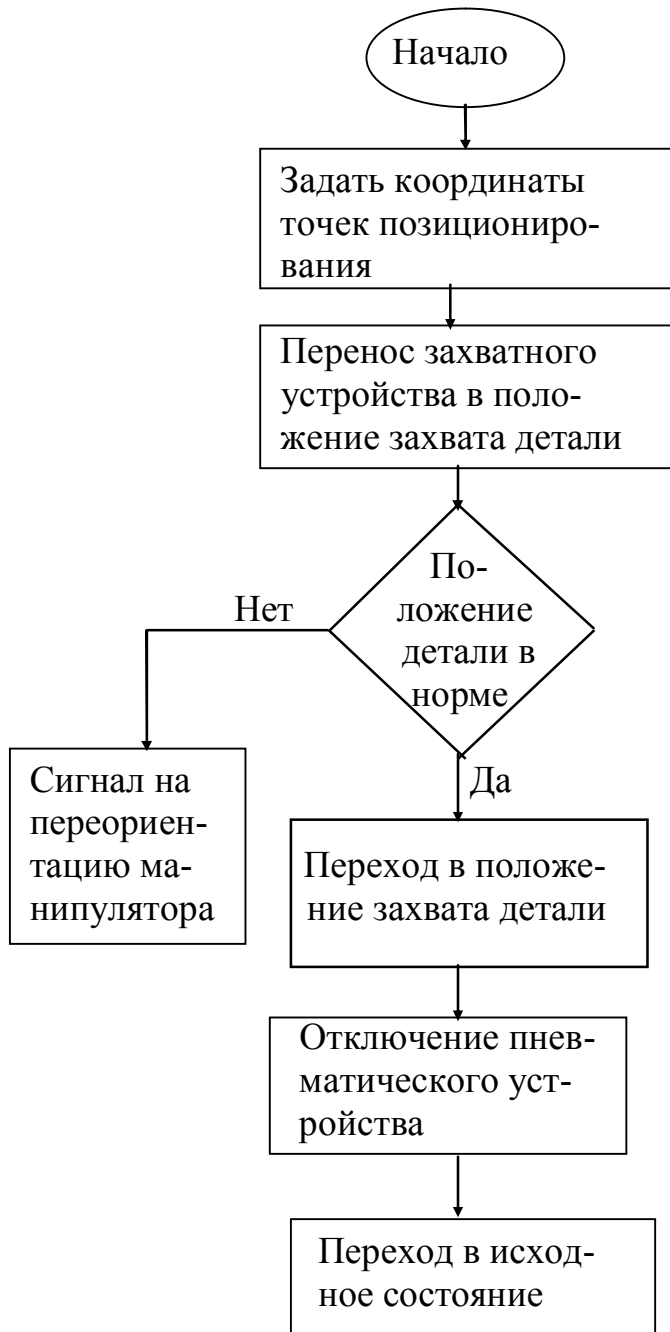 Начало
Задать координаты
точек позициониро-
вания
Перенос захватного
устройства в поло-
жение захвата детали
По-
ложение
детали в
норме
Нет
Да
Сигнал на
переориен-
тацию ма-
нипулятора
Переход в положе-
ние захвата детали
Отключение пнев-
матического уст-
ройства
Переход в исход-
ное состояние